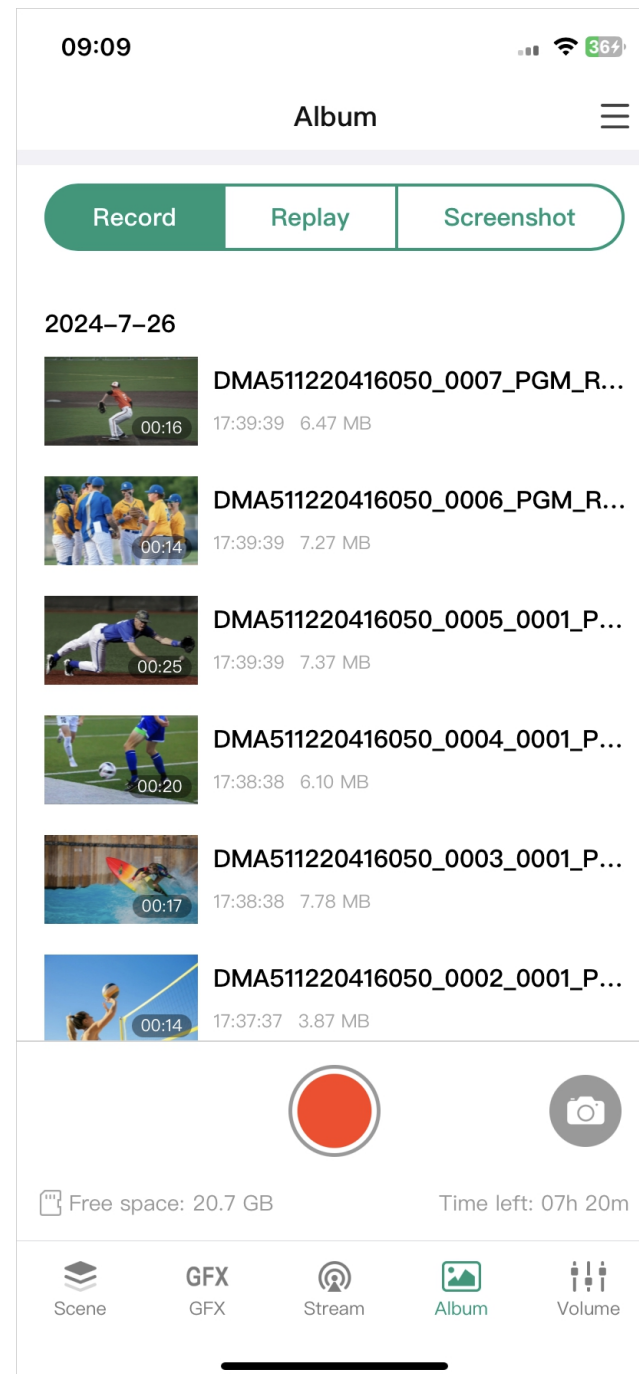 09:09
36
Album
Record Replay Screenshot
2024-7-26
DMA511220416050_0007_PGM_R...
00:16 17:39:39 6.47 MB
DMA511220416050_0006_PGM_R...
00:14 17:39:39 7.27 MB
DMA511220416050_0005_0001_P...
00:25 17:39:39 7.37 MB
DMA511220416050_0004_0001_P...
00:20 17:38:38 6.10 MB
DMA511220416050_0003_0001_P...
00:17 17:38:38 7.78 MB
DMA511220416050_0002_0001_P...
00:14 17:37:37 3.87 MB
Free space: 20.7 GB Time left: 07h 20m
GFX
Scene GFX Stream Album Volume